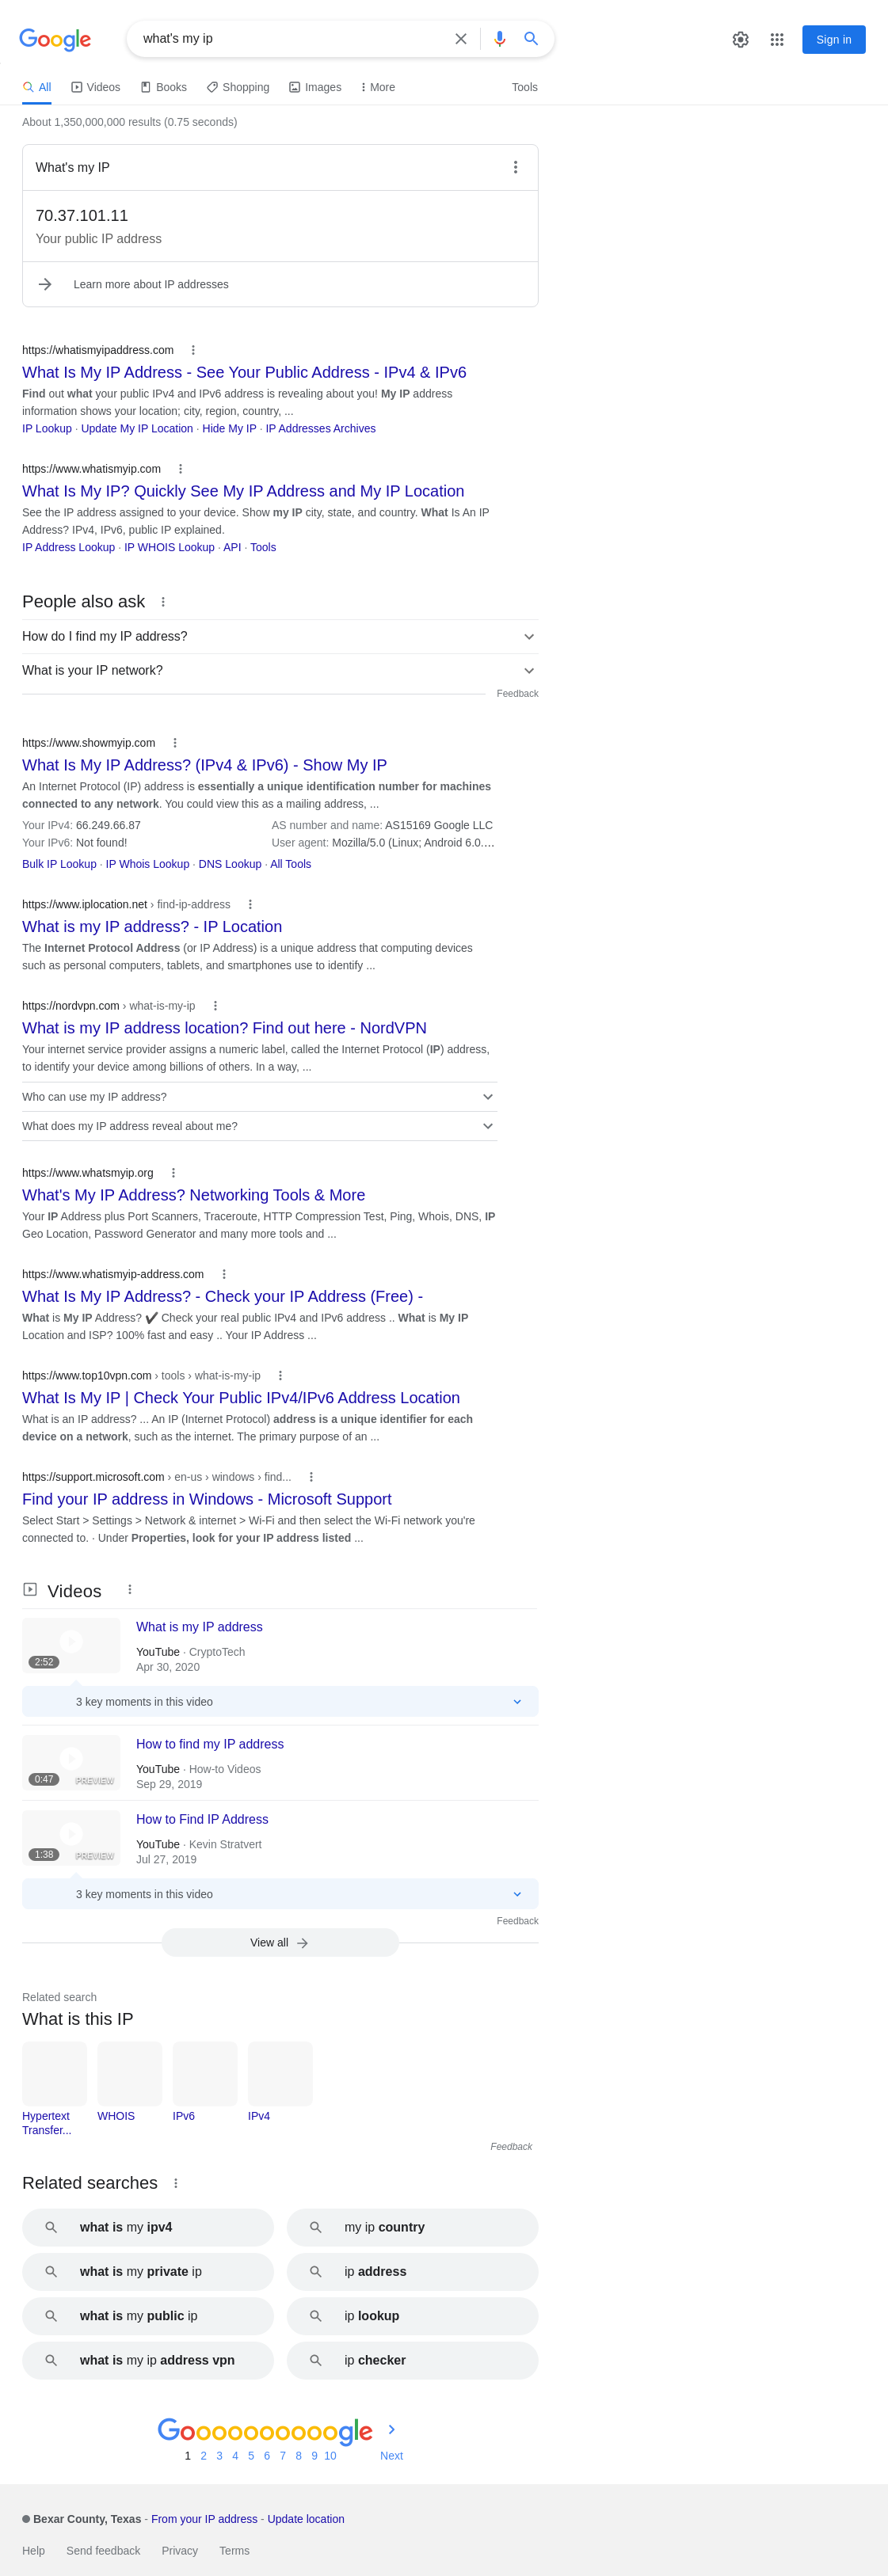 Google
what's my ip
Sign in
All
Videos
Books
Shopping
Images
More
Tools
About 1,350,000,000 results (0.75 seconds)
What's my IP
70.37.101.11
Your public IP address
Learn more about IP addresses
https://whatismyipaddress.com
What Is My IP Address - See Your Public Address - IPv4 & IPv6
Find out what your public IPv4 and IPv6 address is revealing about you! My IP address
information shows your location; city, region, country, ...
IP Lookup · Update My IP Location · Hide My IP · IP Addresses Archives
https://www.whatismyip.com
What Is My IP? Quickly See My IP Address and My IP Location
See the IP address assigned to your device. Show my IP city, state, and country. What Is An IP
Address? IPv4, IPv6, public IP explained.
IP Address Lookup · IP WHOIS Lookup · API · Tools
People also ask
How do I find my IP address?
What is your IP network?
Feedback
https://www.showmyip.com
What Is My IP Address? (IPv4 & IPv6) - Show My IP
An Internet Protocol (IP) address is essentially a unique identification number for machines
connected to any network. You could view this as a mailing address, ...
Your IPv4: 66.249.66.87
AS number and name: AS15169 Google LLC
Your IPv6: Not found!
User agent: Mozilla/5.0 (Linux; Android 6.0.…
Bulk IP Lookup · IP Whois Lookup · DNS Lookup · All Tools
https://www.iplocation.net › find-ip-address
What is my IP address? - IP Location
The Internet Protocol Address (or IP Address) is a unique address that computing devices
such as personal computers, tablets, and smartphones use to identify ...
https://nordvpn.com › what-is-my-ip
What is my IP address location? Find out here - NordVPN
Your internet service provider assigns a numeric label, called the Internet Protocol (IP) address,
to identify your device among billions of others. In a way, ...
Who can use my IP address?
What does my IP address reveal about me?
https://www.whatsmyip.org
What's My IP Address? Networking Tools & More
Your IP Address plus Port Scanners, Traceroute, HTTP Compression Test, Ping, Whois, DNS, IP
Geo Location, Password Generator and many more tools and ...
https://www.whatismyip-address.com
What Is My IP Address? - Check your IP Address (Free) -
What is My IP Address? ✔ Check your real public IPv4 and IPv6 address .. What is My IP
Location and ISP? 100% fast and easy .. Your IP Address ...
https://www.top10vpn.com › tools › what-is-my-ip
What Is My IP | Check Your Public IPv4/IPv6 Address Location
What is an IP address? ... An IP (Internet Protocol) address is a unique identifier for each
device on a network, such as the internet. The primary purpose of an ...
https://support.microsoft.com › en-us › windows › find...
Find your IP address in Windows - Microsoft Support
Select Start > Settings > Network & internet > Wi-Fi and then select the Wi-Fi network you're
connected to. · Under Properties, look for your IP address listed ...
Videos
What is my IP address
2:52
YouTube · CryptoTech
Apr 30, 2020
3 key moments in this video
How to find my IP address
0:47
PREVIEW
YouTube · How-to Videos
Sep 29, 2019
How to Find IP Address
1:38
PREVIEW
YouTube · Kevin Stratvert
Jul 27, 2019
3 key moments in this video
Feedback
View all
Related search
What is this IP
Hypertext
Transfer...
WHOIS
IPv6
IPv4
Feedback
Related searches
what is my ipv4
my ip country
what is my private ip
ip address
what is my public ip
ip lookup
what is my ip address vpn
ip checker
Goooooooooogle
1 2 3 4 5 6 7 8 9 10 Next
Bexar County, Texas - From your IP address - Update location
Help
Send feedback
Privacy
Terms